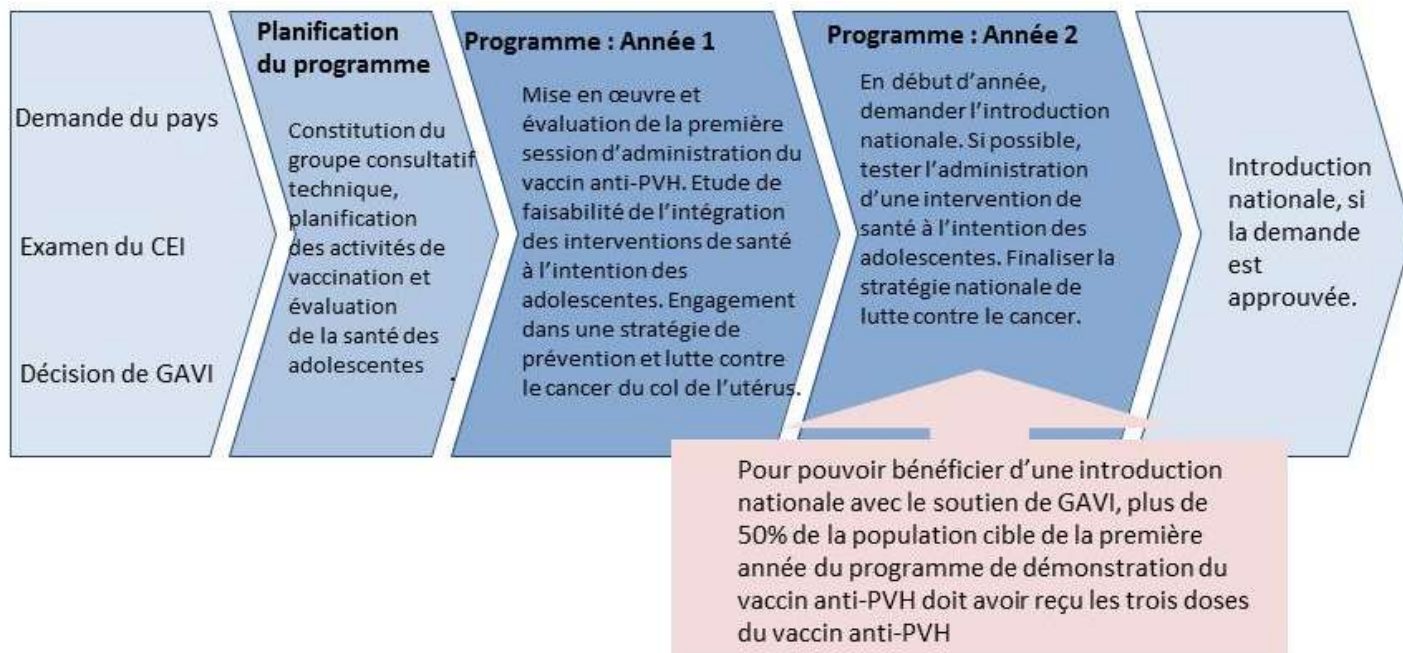 Demande du pays
Examen du CEI
Décision de GAVI
Planification
du programme
Constitution du
groupe consultatif
technique,
planification
des activités de
vaccination et
évaluation
de la santé des
adolescentes .
Programme : Année 1
Mise en œuvre et
évaluation de la première
session d’administration du
vaccin anti-PVH. Etude de
faisabilité de l’intégration
des interventions de santé
à l’intention des
adolescentes. Engagement
dans une stratégie de
prévention et lutte contre
le cancer du col de l’utérus.
Programme : Année 2
En début d’année,
demander l’introduction
nationale. Si possible,
tester l’administration
d’une intervention de
santé à l’intention des
adolescentes. Finaliser la
stratégie nationale de
lutte contre le cancer.
Introduction
nationale, si
la demande
est
approuvée.
Pour pouvoir bénéficier d’une introduction
nationale avec le soutien de GAVI, plus de
50% de la population cible de la première
année du programme de démonstration du
vaccin anti-PVH doit avoir reçu les trois doses
du vaccin anti-PVH